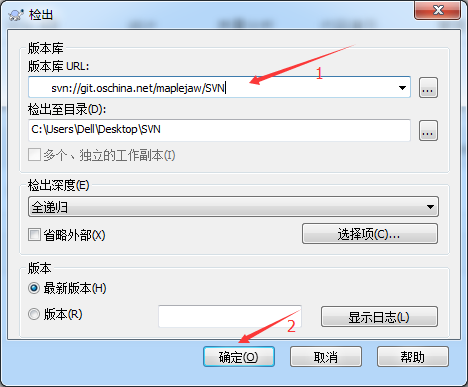 检出
版本库
版本库 URL:
svn://git.oschina.net/maplejaw/SVN
1
...
检出至目录(D):
C:\Users\Dell\Desktop\SVN
...
多个、独立的工作副本(I)
检出深度(E)
全递归
省略外部(X)
选择项(C)...
版本
最新版本(H)
版本(R)
显示日志(L)
2
确定(O)
取消
帮助